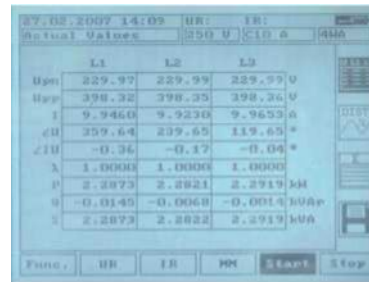 27.02.2007 14:09 UR: IR:
Actual Values 250 V C10 A 4WA
L1 L2 L3
Upn 229.97 229.99 229.99 V
Upp 398.32 398.35 398.36 V
I 9.9460 9.9230 9.9653 A
∠U 359.64 239.65 119.65 °
∠IU -0.36 -0.17 -0.04 °
λ 1.0000 1.0000 1.0000
P 2.2873 2.2821 2.2919 kW
Q -0.0145 -0.0068 -0.0014 kVAr
S 2.2873 2.2822 2.2919 kVA
DIST
Func. UR IR MM Start Stop